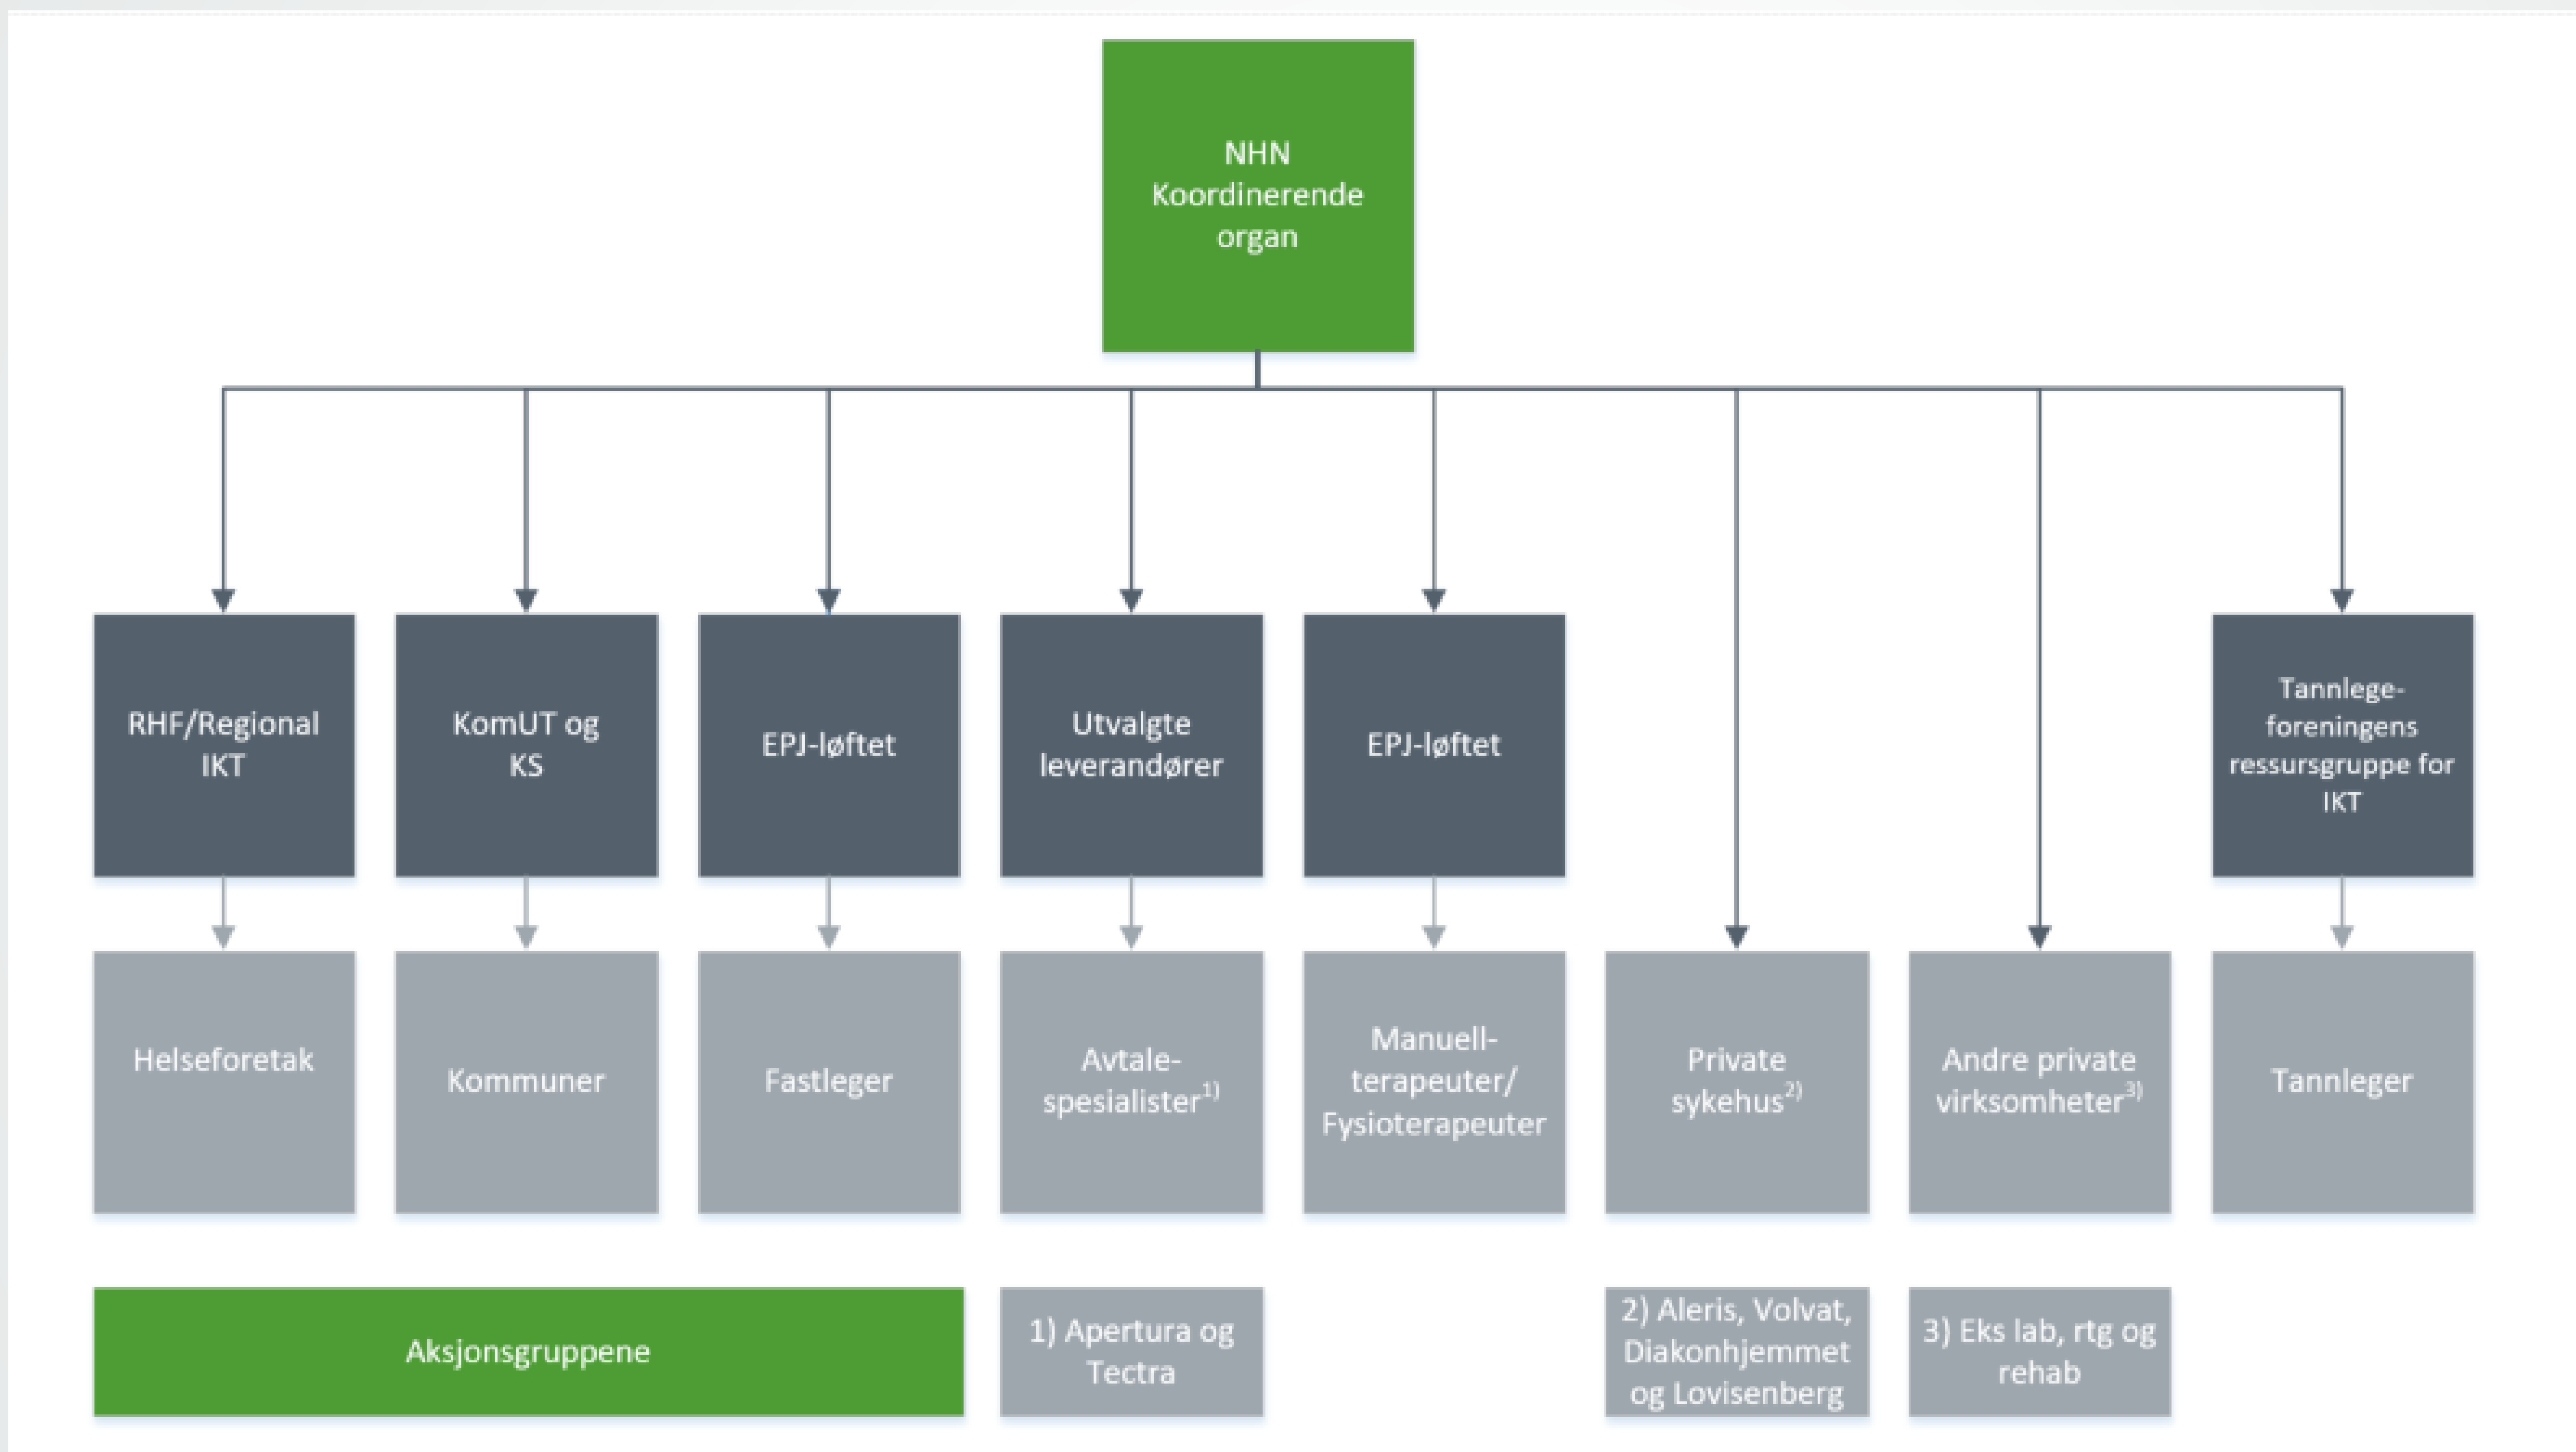 NHN
Koordinerende
organ
RHF/Regional
IKT
KomUT og
KS
EPJ-løftet
Utvalgte
leverandører
EPJ-løftet
Tannlege-
foreningens
ressursgruppe for
IKT
Helseforetak
Kommuner
Fastleger
Avtale-
spesialister1)
Manuell-
terapeuter/
Fysioterapeuter
Private
sykehus2)
Andre private
virksomheter3)
Tannleger
Aksjonsgruppene
1) Apertura og
Tectra
2) Aleris, Volvat,
Diakonhjemmet
og Lovisenberg
3) Eks lab, rtg og
rehab